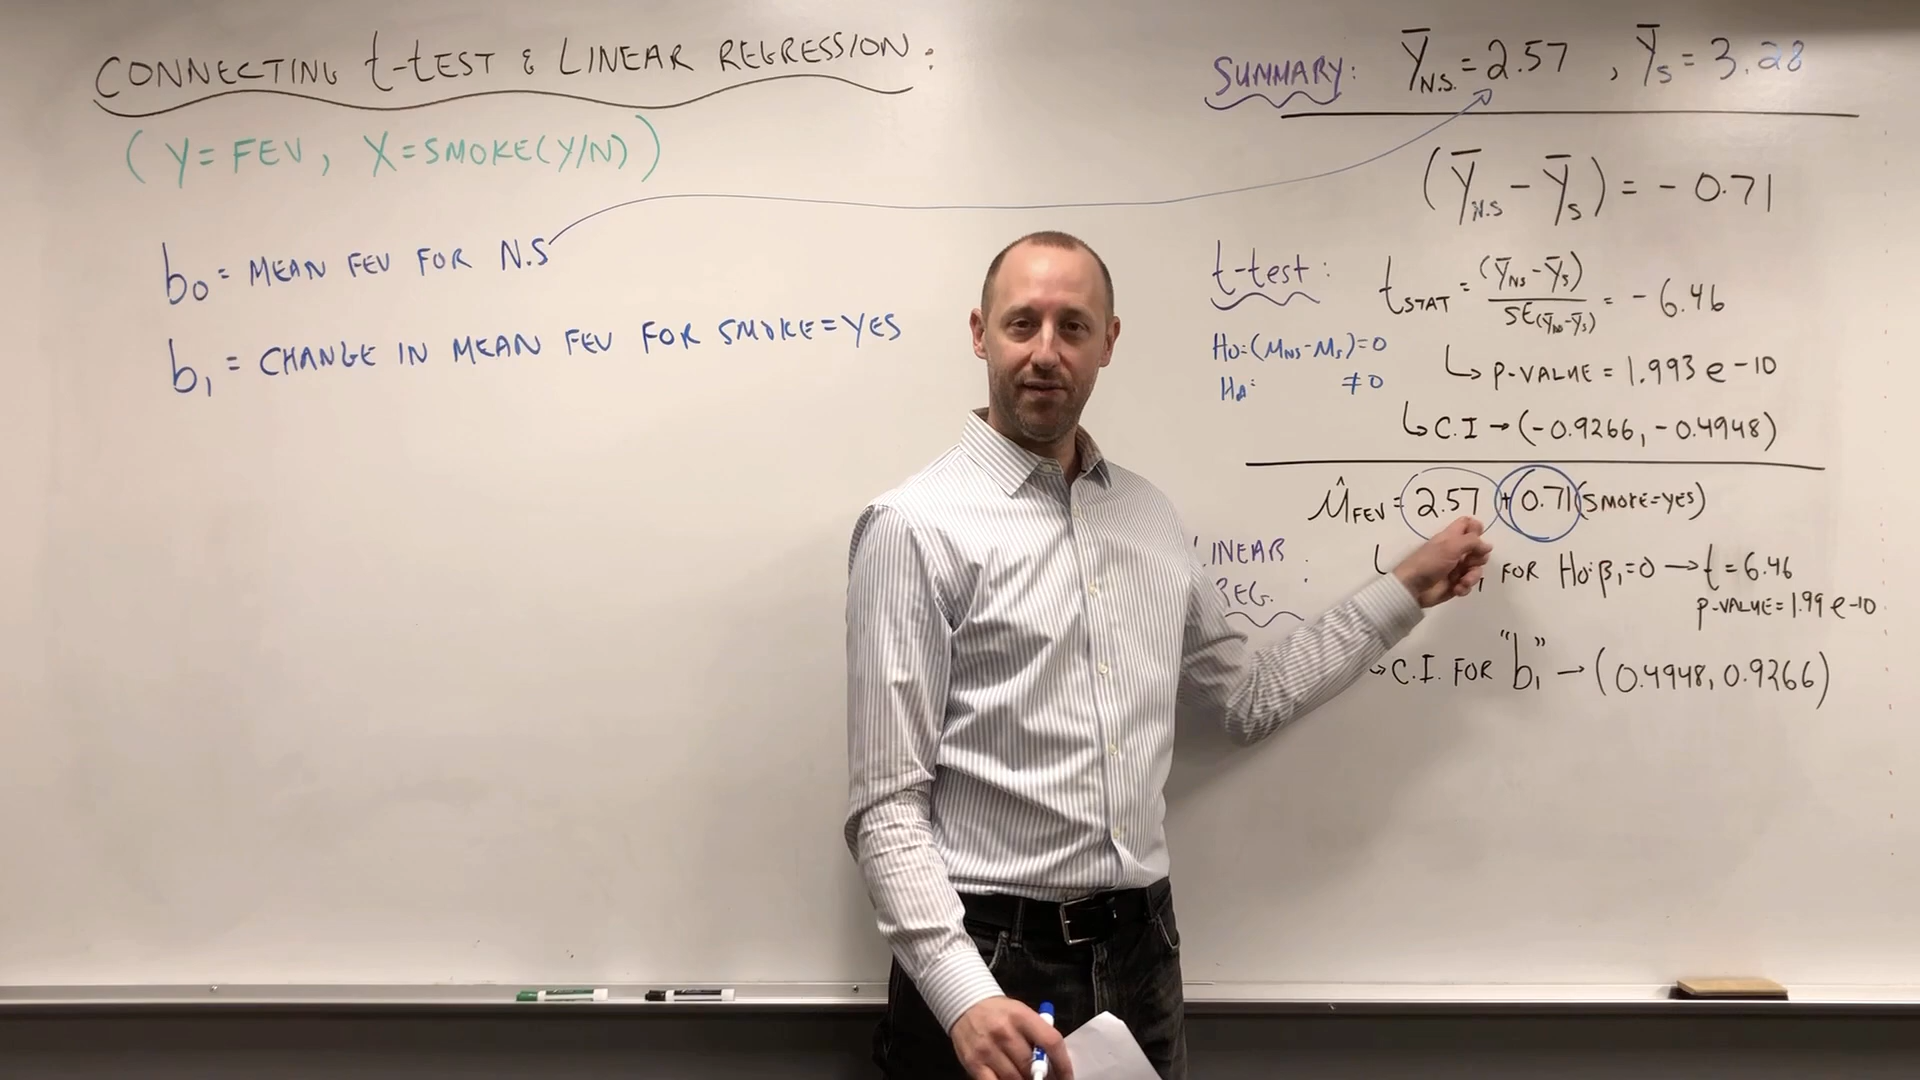 CONNECTING t-tEST & LINEAR REGRESSION:
(Y=FEV, X=SMOKE(Y/N))
b₀ = MEAN FEV FOR N.S
b₁ = CHANGE IN MEAN FEV FOR SMOKE=YES
SUMMARY: Ȳ_N.S. = 2.57, Ȳ_S = 3.28
(Ȳ_N.S - Ȳ_S) = -0.71
t-test: t_STAT = (Ȳ_NS - Ȳ_S) / SE(Ȳ_NS-Ȳ_S) = -6.46
H₀: (M_NS - M_S) = 0
H_A: ≠ 0
↳ P-VALUE = 1.993 e-10
↳ C.I → (-0.9266, -0.4948)
μ̂_FEV = 2.57 + 0.71(SMOKE=YES)
INEAR
REG. :
FOR H₀: β₁=0 → t = 6.46
P-VALUE = 1.99 e-10
↳ C.I. FOR "b₁" → (0.4948, 0.9266)